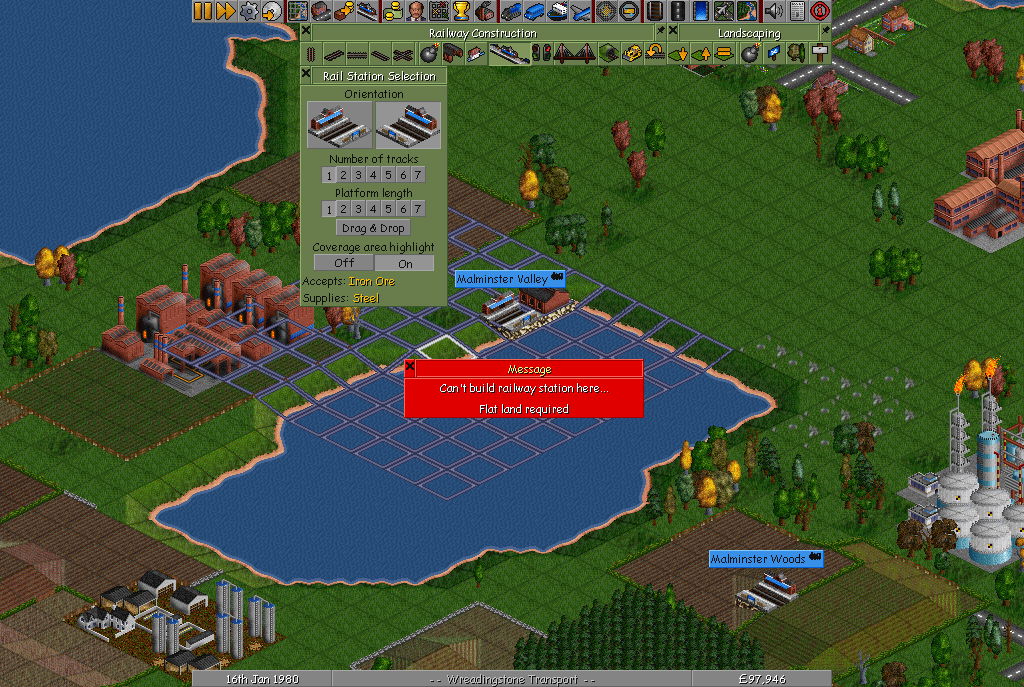 Railway Construction
Landscaping
Rail Station Selection
Orientation
Number of tracks
1 2 3 4 5 6 7
Platform length
1 2 3 4 5 6 7
Drag & Drop
Coverage area highlight
Off On
Accepts: Iron Ore
Supplies: Steel
Malminster Valley
Message
Can't build railway station here...
Flat land required
Malminster Woods
16th Jan 1980
- - Wreadingstone Transport - -
£97,946